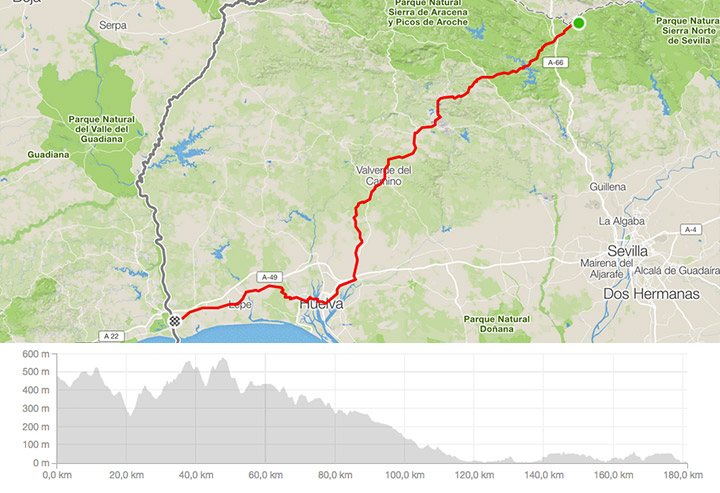 Beja
Serpa
Parque Natural
Sierra de Aracena
y Picos de Aroche
Parque Natural
Sierra Norte
de Sevilla
A-66
Parque Natural
del Valle del
Guadiana
Guadiana
Valverde del
Camino
Guillena
La Algaba
A-4
Sevilla
Mairena del
Aljarafe
Alcalá de Guadaira
Dos Hermanas
A-49
Lepe
Huelva
Parque Natural
Doñana
A 22
600 m
500 m
400 m
300 m
200 m
100 m
0 m
0,0 km
20,0 km
40,0 km
60,0 km
80,0 km
100,0 km
120,0 km
140,0 km
160,0 km
180,0 km